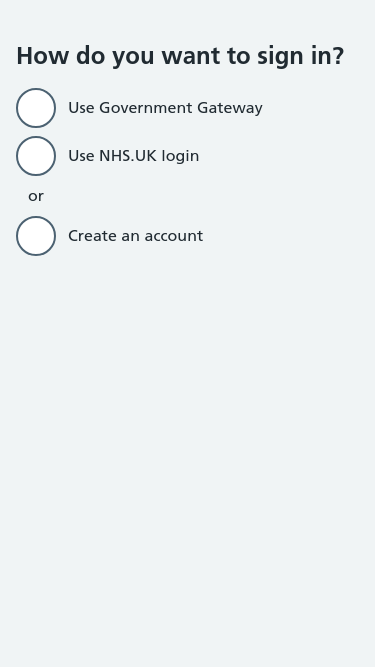 How do you want to sign in?
Use Government Gateway
Use NHS.UK login
or
Create an account